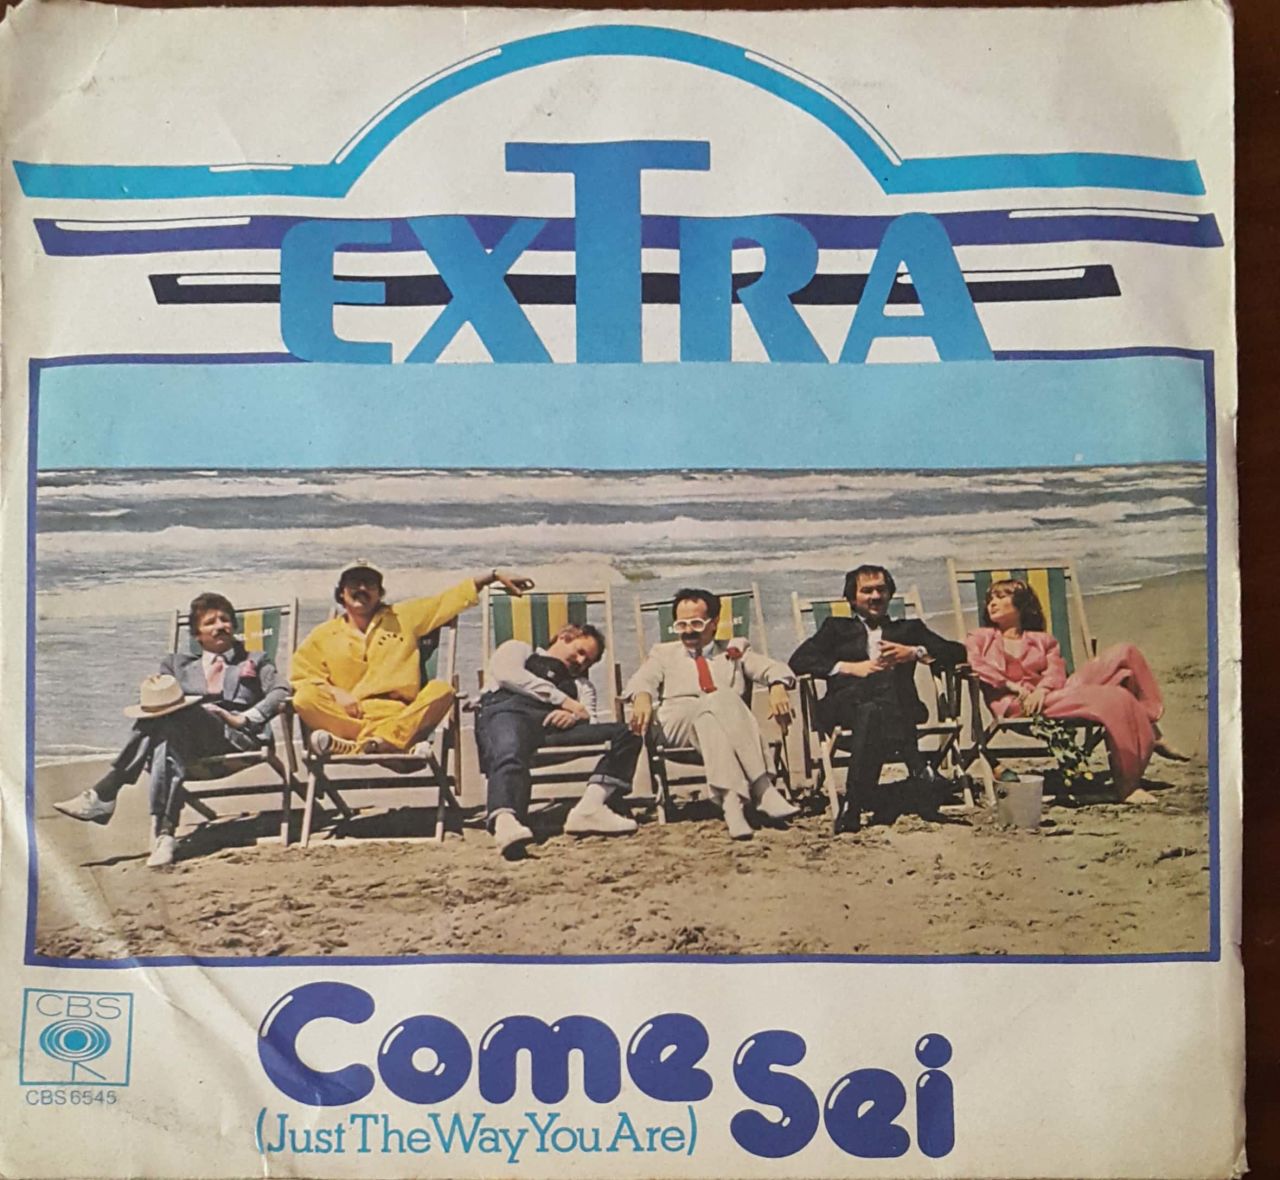 EXTRA
Come Sei
(Just The Way You Are)
CBS
CBS 6545